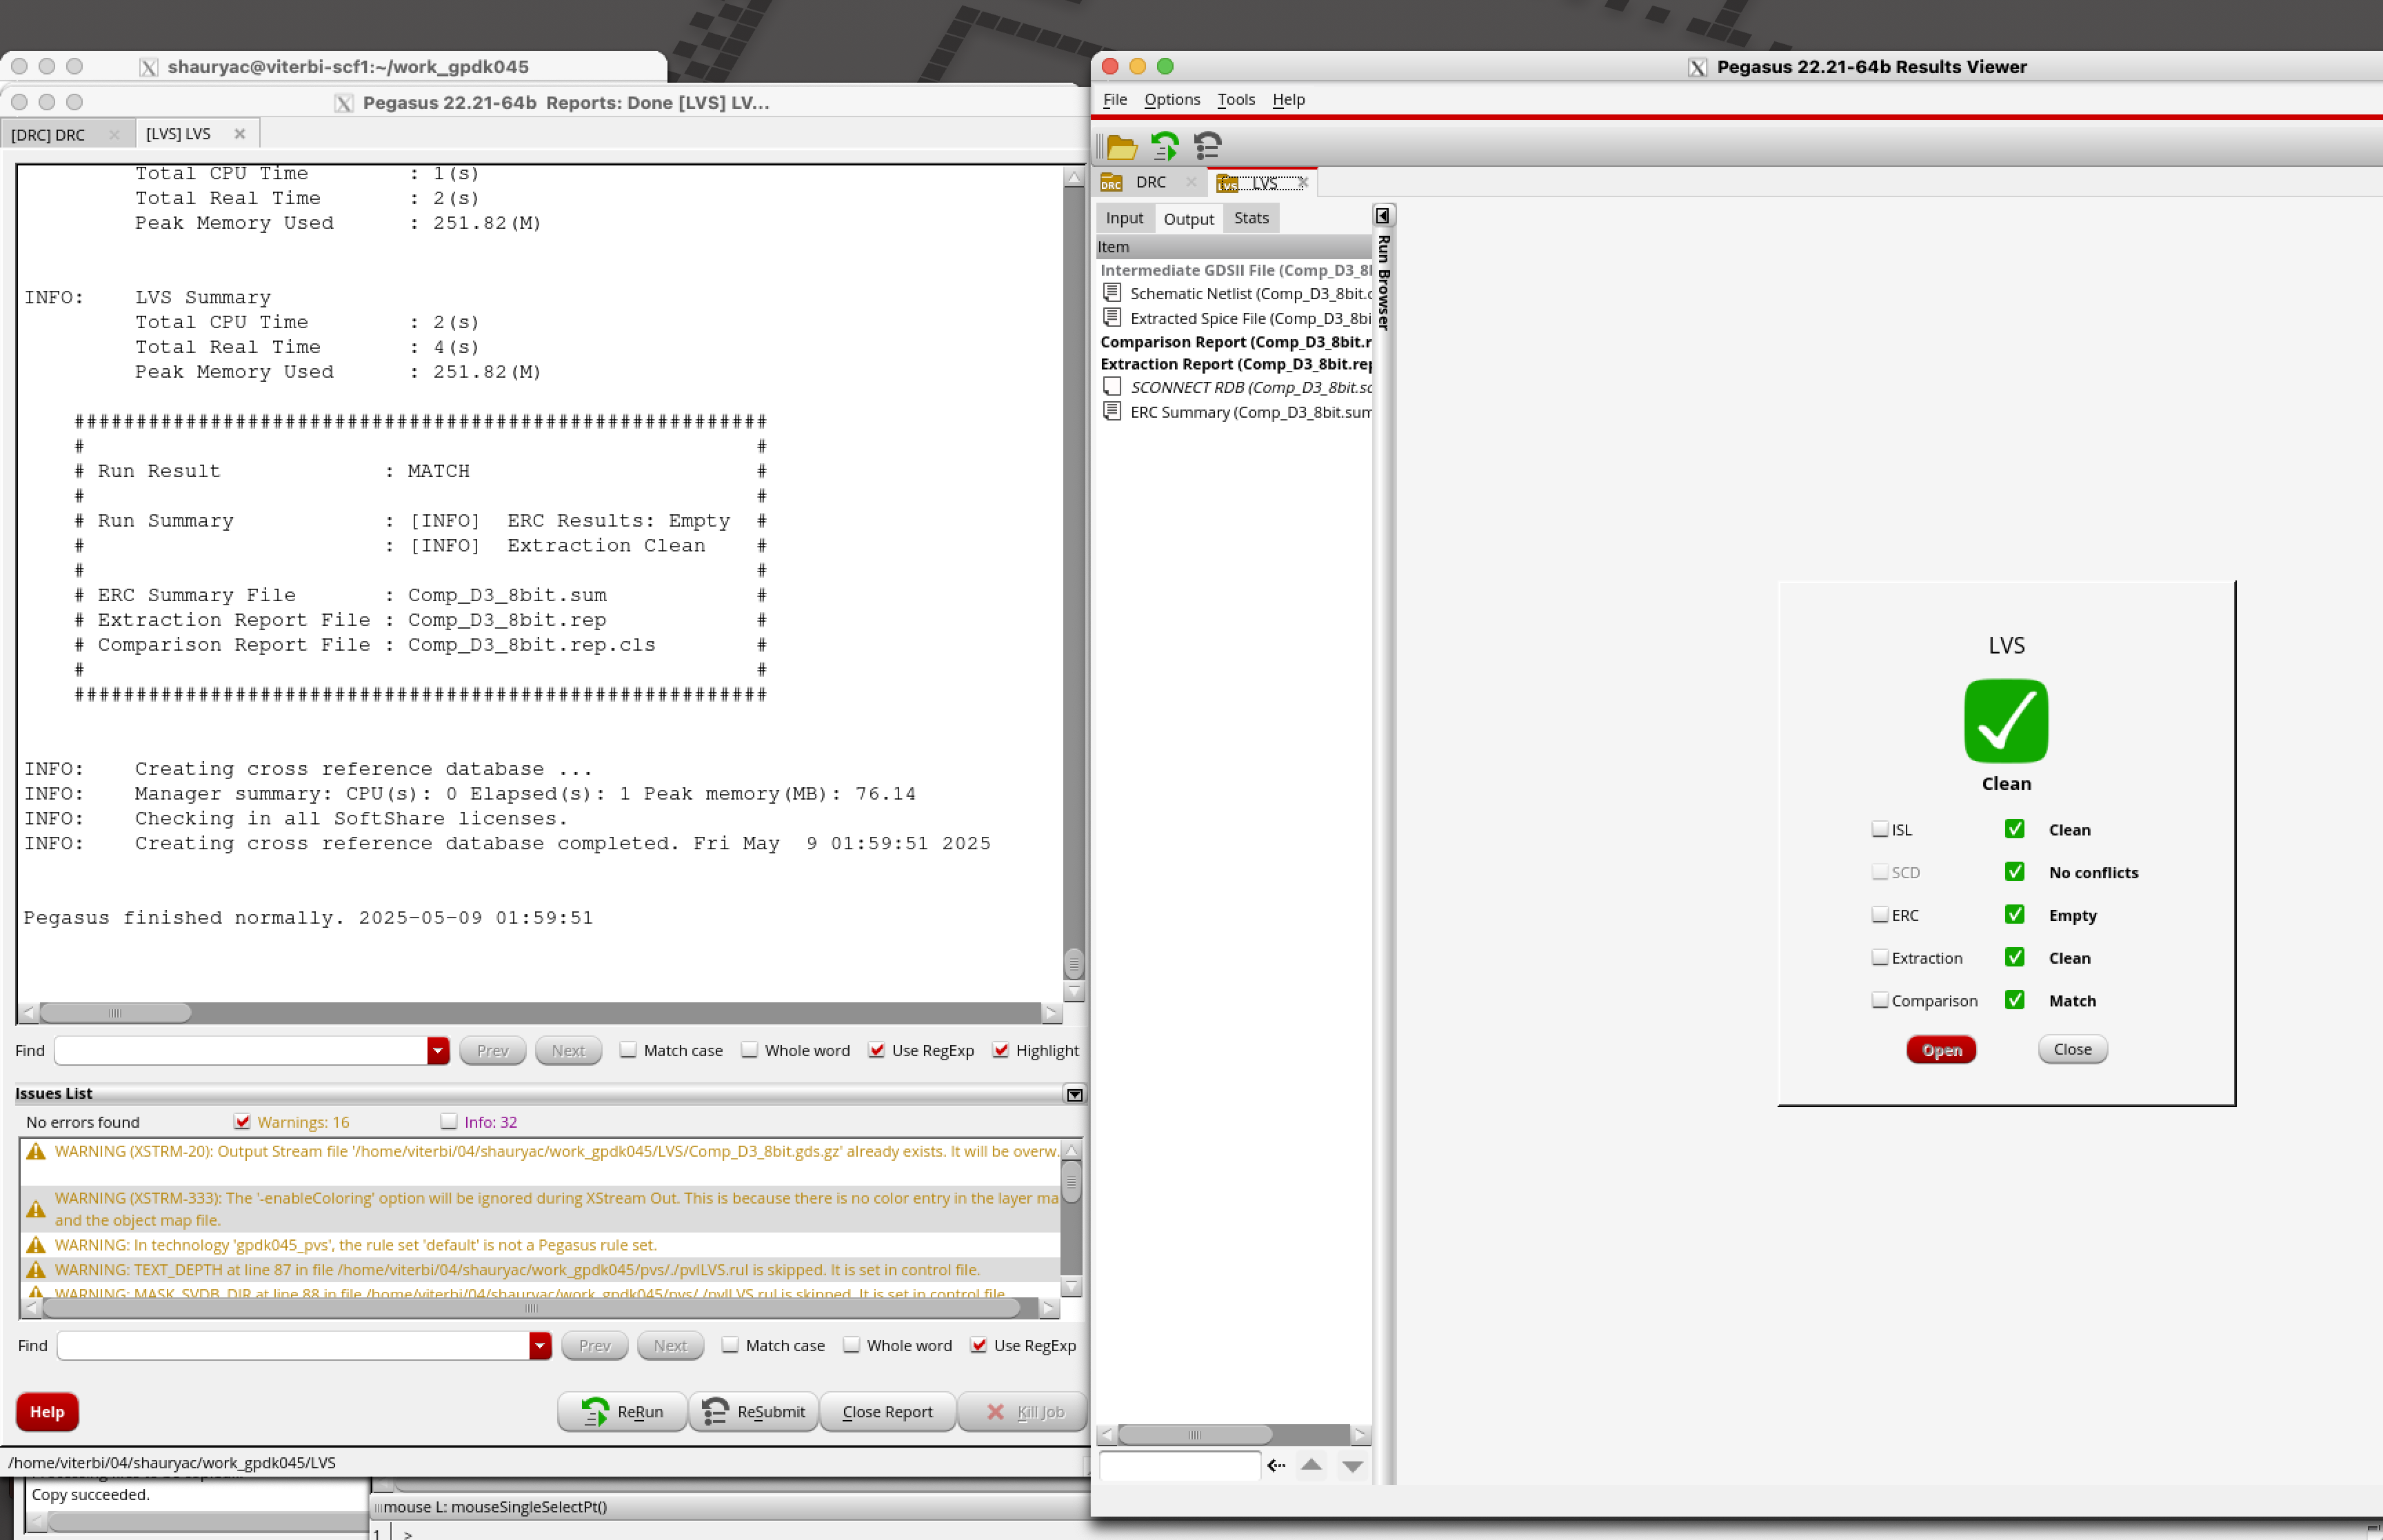 shauryac@viterbi-scf1:~/work_gpdk045
Pegasus 22.21-64b  Reports: Done [LVS] LV...
[DRC] DRC
[LVS] LVS
Total CPU Time : 1(s)
Total Real Time : 2(s)
Peak Memory Used : 251.82(M)
INFO: LVS Summary
Total CPU Time : 2(s)
Total Real Time : 4(s)
Peak Memory Used : 251.82(M)
########################################################
# #
# Run Result : MATCH #
# #
# Run Summary : [INFO] ERC Results: Empty #
# : [INFO] Extraction Clean #
# #
# ERC Summary File : Comp_D3_8bit.sum #
# Extraction Report File : Comp_D3_8bit.rep #
# Comparison Report File : Comp_D3_8bit.rep.cls #
# #
########################################################
INFO: Creating cross reference database ...
INFO: Manager summary: CPU(s): 0 Elapsed(s): 1 Peak memory(MB): 76.14
INFO: Checking in all SoftShare licenses.
INFO: Creating cross reference database completed. Fri May  9 01:59:51 2025
Pegasus finished normally. 2025-05-09 01:59:51
Find Prev Next Match case Whole word Use RegExp Highlight
Issues List
No errors found Warnings: 16 Info: 32
WARNING (XSTRM-20): Output Stream file '/home/viterbi/04/shauryac/work_gpdk045/LVS/Comp_D3_8bit.gds.gz' already exists. It will be overw.
WARNING (XSTRM-333): The '-enableColoring' option will be ignored during XStream Out. This is because there is no color entry in the layer ma
and the object map file.
WARNING: In technology 'gpdk045_pvs', the rule set 'default' is not a Pegasus rule set.
WARNING: TEXT_DEPTH at line 87 in file /home/viterbi/04/shauryac/work_gpdk045/pvs/./pvlLVS.rul is skipped. It is set in control file.
WARNING: MASK_SVDB_DIR at line 88 in file /home/viterbi/04/shauryac/work_gpdk045/pvs/./pvlLVS.rul is skipped. It is set in control file.
Find Prev Next Match case Whole word Use RegExp
Help ReRun ReSubmit Close Report Kill Job
/home/viterbi/04/shauryac/work_gpdk045/LVS
Copy succeeded.
mouse L: mouseSingleSelectPt()
1 >
Pegasus 22.21-64b Results Viewer
File Options Tools Help
DRC DRC
LVS LVS
Input Output Stats
Item
Intermediate GDSII File (Comp_D3_8
Schematic Netlist (Comp_D3_8bit.c
Extracted Spice File (Comp_D3_8bi
Comparison Report (Comp_D3_8bit.r
Extraction Report (Comp_D3_8bit.rep
SCONNECT RDB (Comp_D3_8bit.sc
ERC Summary (Comp_D3_8bit.sum
Run Browser
LVS
Clean
ISL Clean
SCD No conflicts
ERC Empty
Extraction Clean
Comparison Match
Open Close